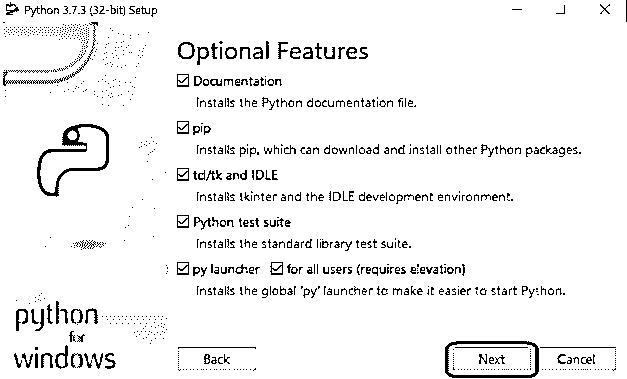 Python 3.7.3 (32-bit) Setup
Optional Features
Documentation
Installs the Python documentation file.
pip
Installs pip, which can download and install other Python packages.
td/tk and IDLE
Installs tkinter and the IDLE development environment.
Python test suite
Installs the standard library test suite.
py launcher for all users (requires elevation)
Installs the global 'py' launcher to make it easier to start Python.
python
for
windows
Back Next Cancel